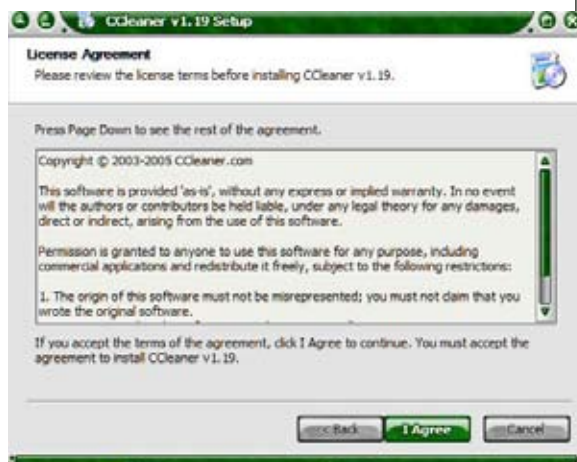 CCleaner v1.19 Setup
License Agreement
Please review the license terms before installing CCleaner v1.19.
Press Page Down to see the rest of the agreement.
Copyright © 2003-2005 CCleaner.com
This software is provided 'as-is', without any express or implied warranty. In no event
will the authors or contributors be held liable, under any legal theory for any damages,
direct or indirect, arising from the use of this software.
Permission is granted to anyone to use this software for any purpose, including
commercial applications and redistribute it freely, subject to the following restrictions:
1. The origin of this software must not be misrepresented; you must not claim that you
wrote the original software.
If you accept the terms of the agreement, click I Agree to continue. You must accept the
agreement to install CCleaner v1.19.
<< Back
I Agree
Cancel